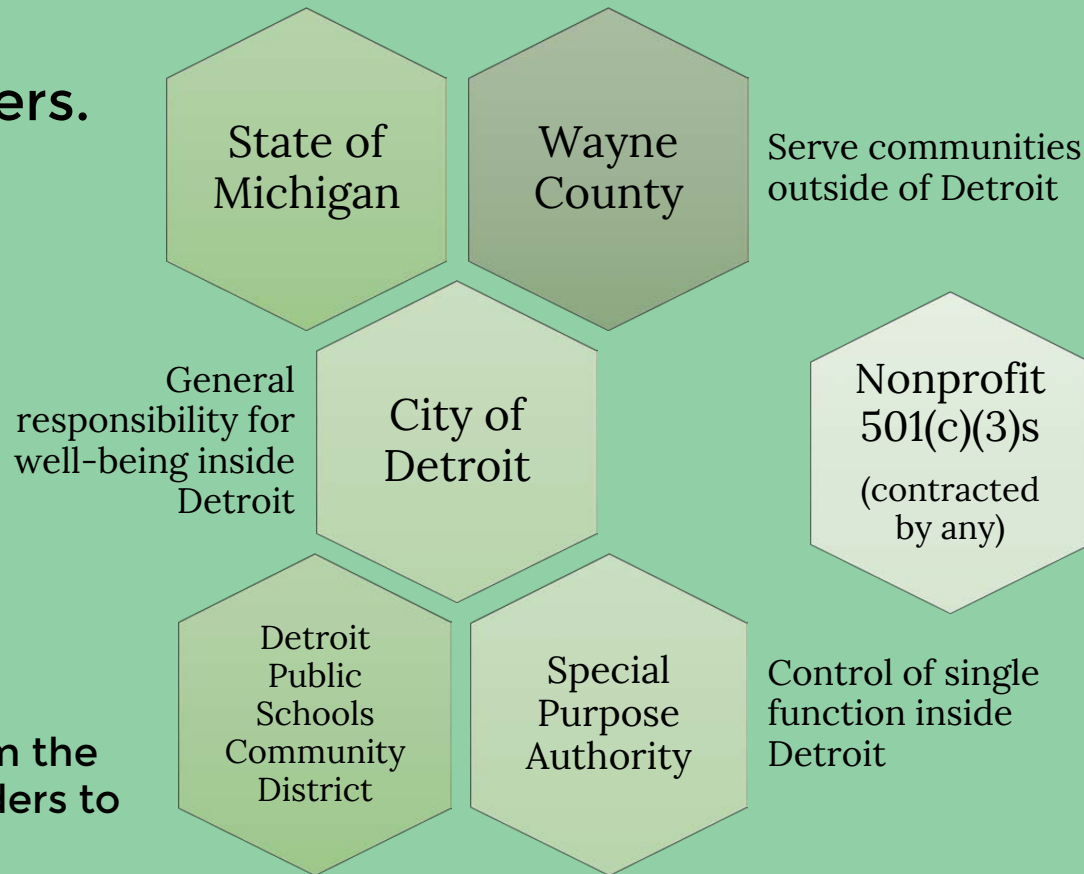 ers.
State of
Michigan
Wayne
County
Serve communities
outside of Detroit
General
responsibility for
well-being inside
Detroit
City of
Detroit
Nonprofit
501(c)(3)s
(contracted
by any)
Detroit
Public
Schools
Community
District
Special
Purpose
Authority
Control of single
function inside
Detroit
the
ders to